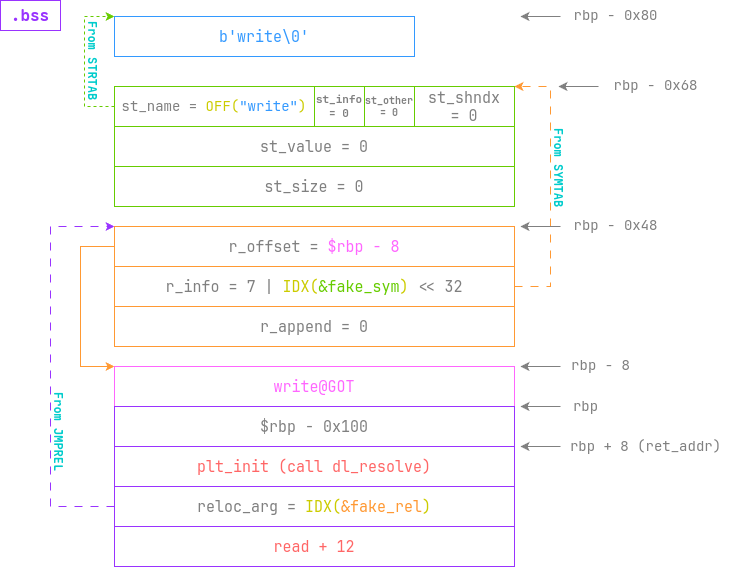 .bss
rbp - 0x80
b'write\0'
From STRTAB
rbp - 0x68
st_name = OFF("write")
st_info
= 0
st_other
= 0
st_shndx
= 0
st_value = 0
st_size = 0
From SYMTAB
rbp - 0x48
r_offset = $rbp - 8
r_info = 7 | IDX(&fake_sym) << 32
r_append = 0
rbp - 8
write@GOT
rbp
$rbp - 0x100
rbp + 8 (ret_addr)
plt_init (call dl_resolve)
From JMPREL
reloc_arg = IDX(&fake_rel)
read + 12